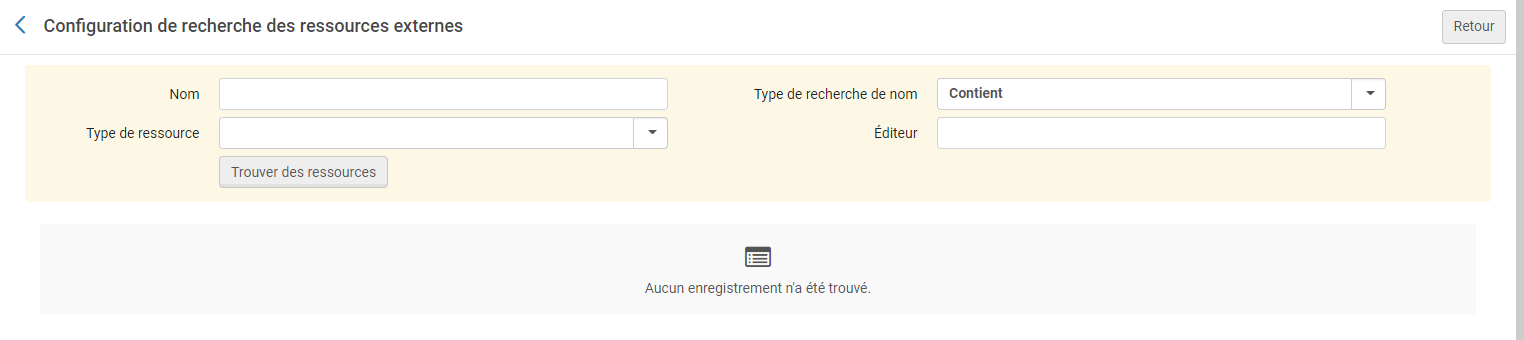 Configuration de recherche des ressources externes
Retour
Nom
Type de recherche de nom
Contient
Type de ressource
Éditeur
Trouver des ressources
Aucun enregistrement n'a été trouvé.